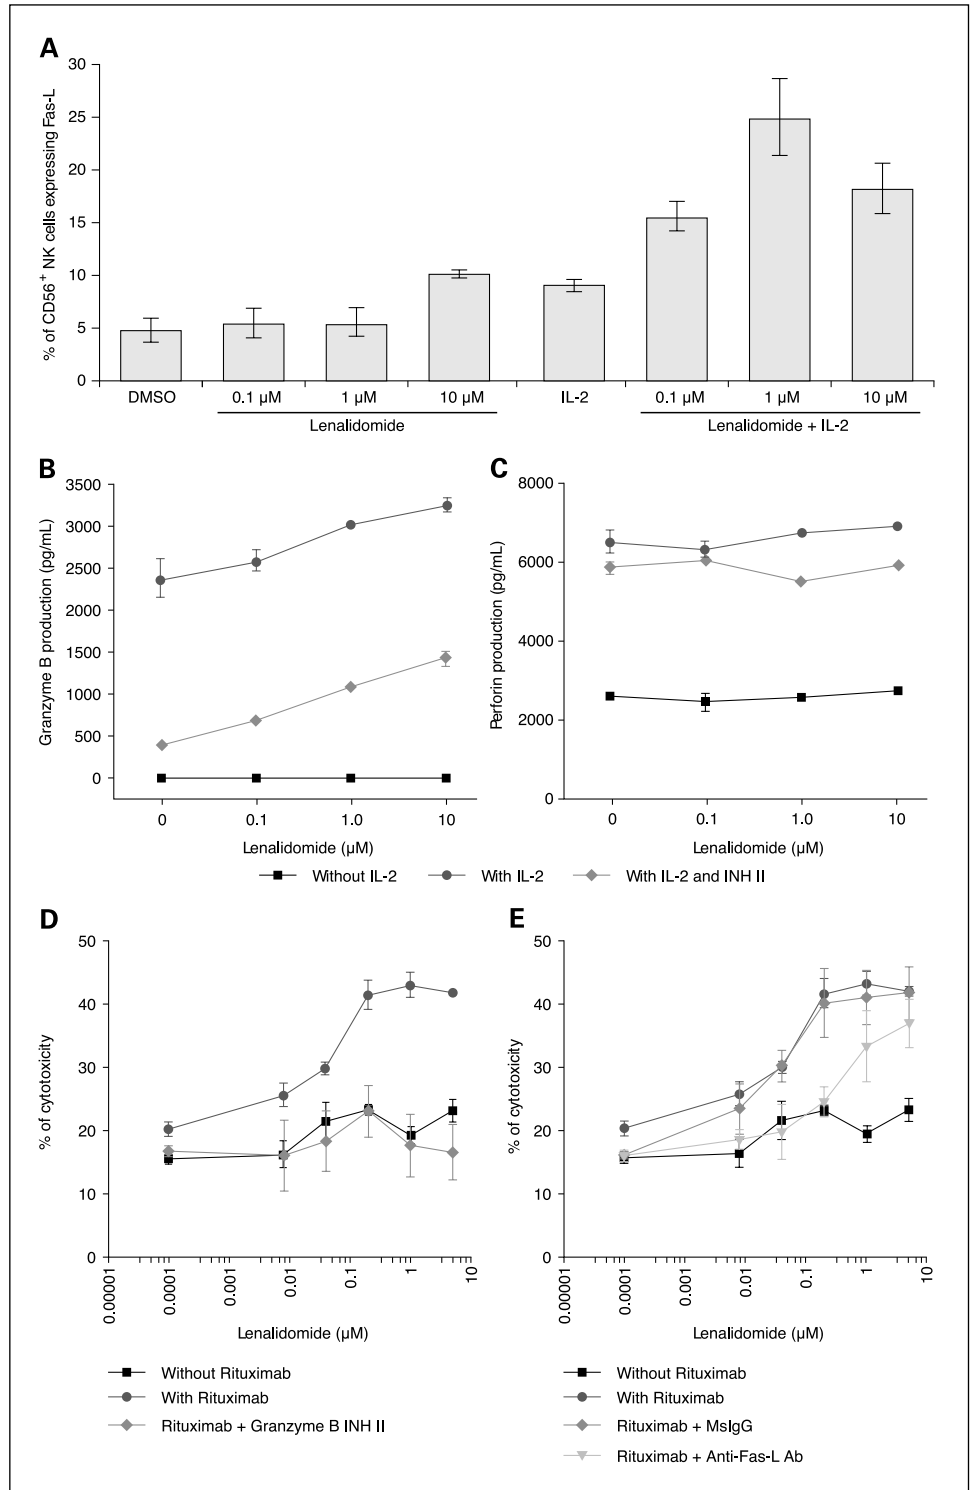 A
% of CD56+ NK cells expressing Fas-L
30
25
20
15
10
5
0
DMSO 0.1 µM 1 µM 10 µM IL-2 0.1 µM 1 µM 10 µM
Lenalidomide Lenalidomide + IL-2
B
Granzyme B production (pg/mL)
3500
3000
2500
2000
1500
1000
500
0
0 0.1 1.0 10
Lenalidomide (µM)
C
Perforin production (pg/mL)
8000
6000
4000
2000
0
0 0.1 1.0 10
Lenalidomide (µM)
Without IL-2 With IL-2 With IL-2 and INH II
D
% of cytotoxicity
50
40
30
20
10
0
0.00001 0.0001 0.001 0.01 0.1 1 10
Lenalidomide (µM)
Without Rituximab
With Rituximab
Rituximab + Granzyme B INH II
E
% of cytotoxicity
50
40
30
20
10
0
0.00001 0.0001 0.001 0.01 0.1 1 10
Lenalidomide (µM)
Without Rituximab
With Rituximab
Rituximab + MsIgG
Rituximab + Anti-Fas-L Ab